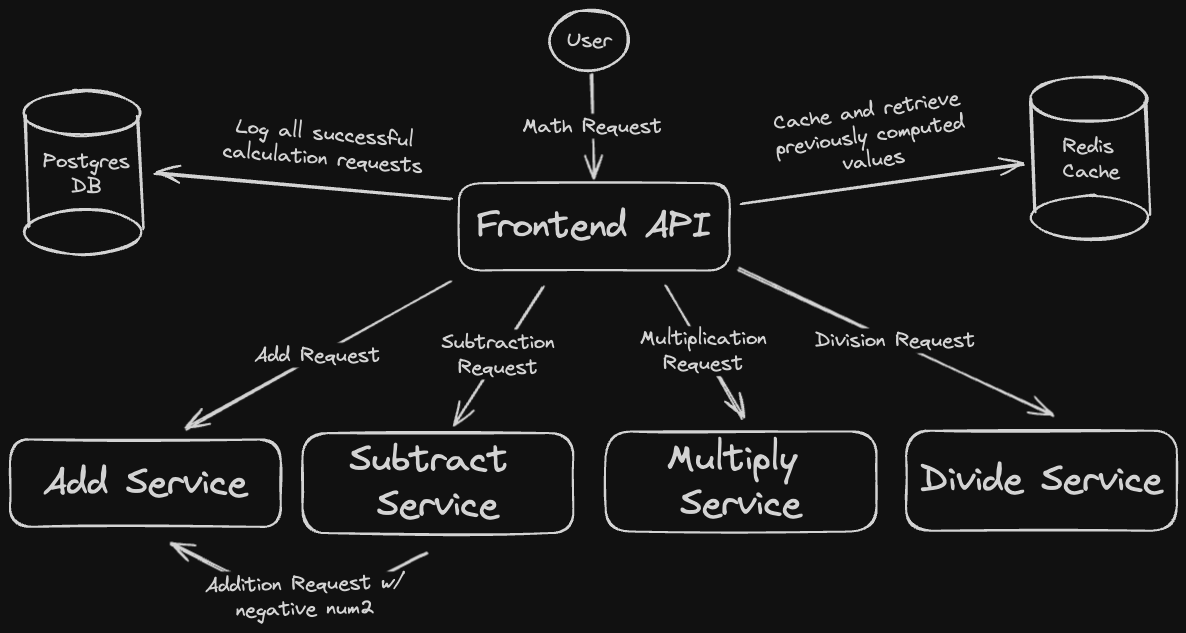 User
Math Request
Log all successful
calculation requests
Cache and retrieve
previously computed
values
Postgres
DB
Redis
Cache
Frontend API
Add Request
Subtraction
Request
Multiplication
Request
Division Request
Add Service
Subtract
Service
Multiply
Service
Divide Service
Addition Request w/
negative num2